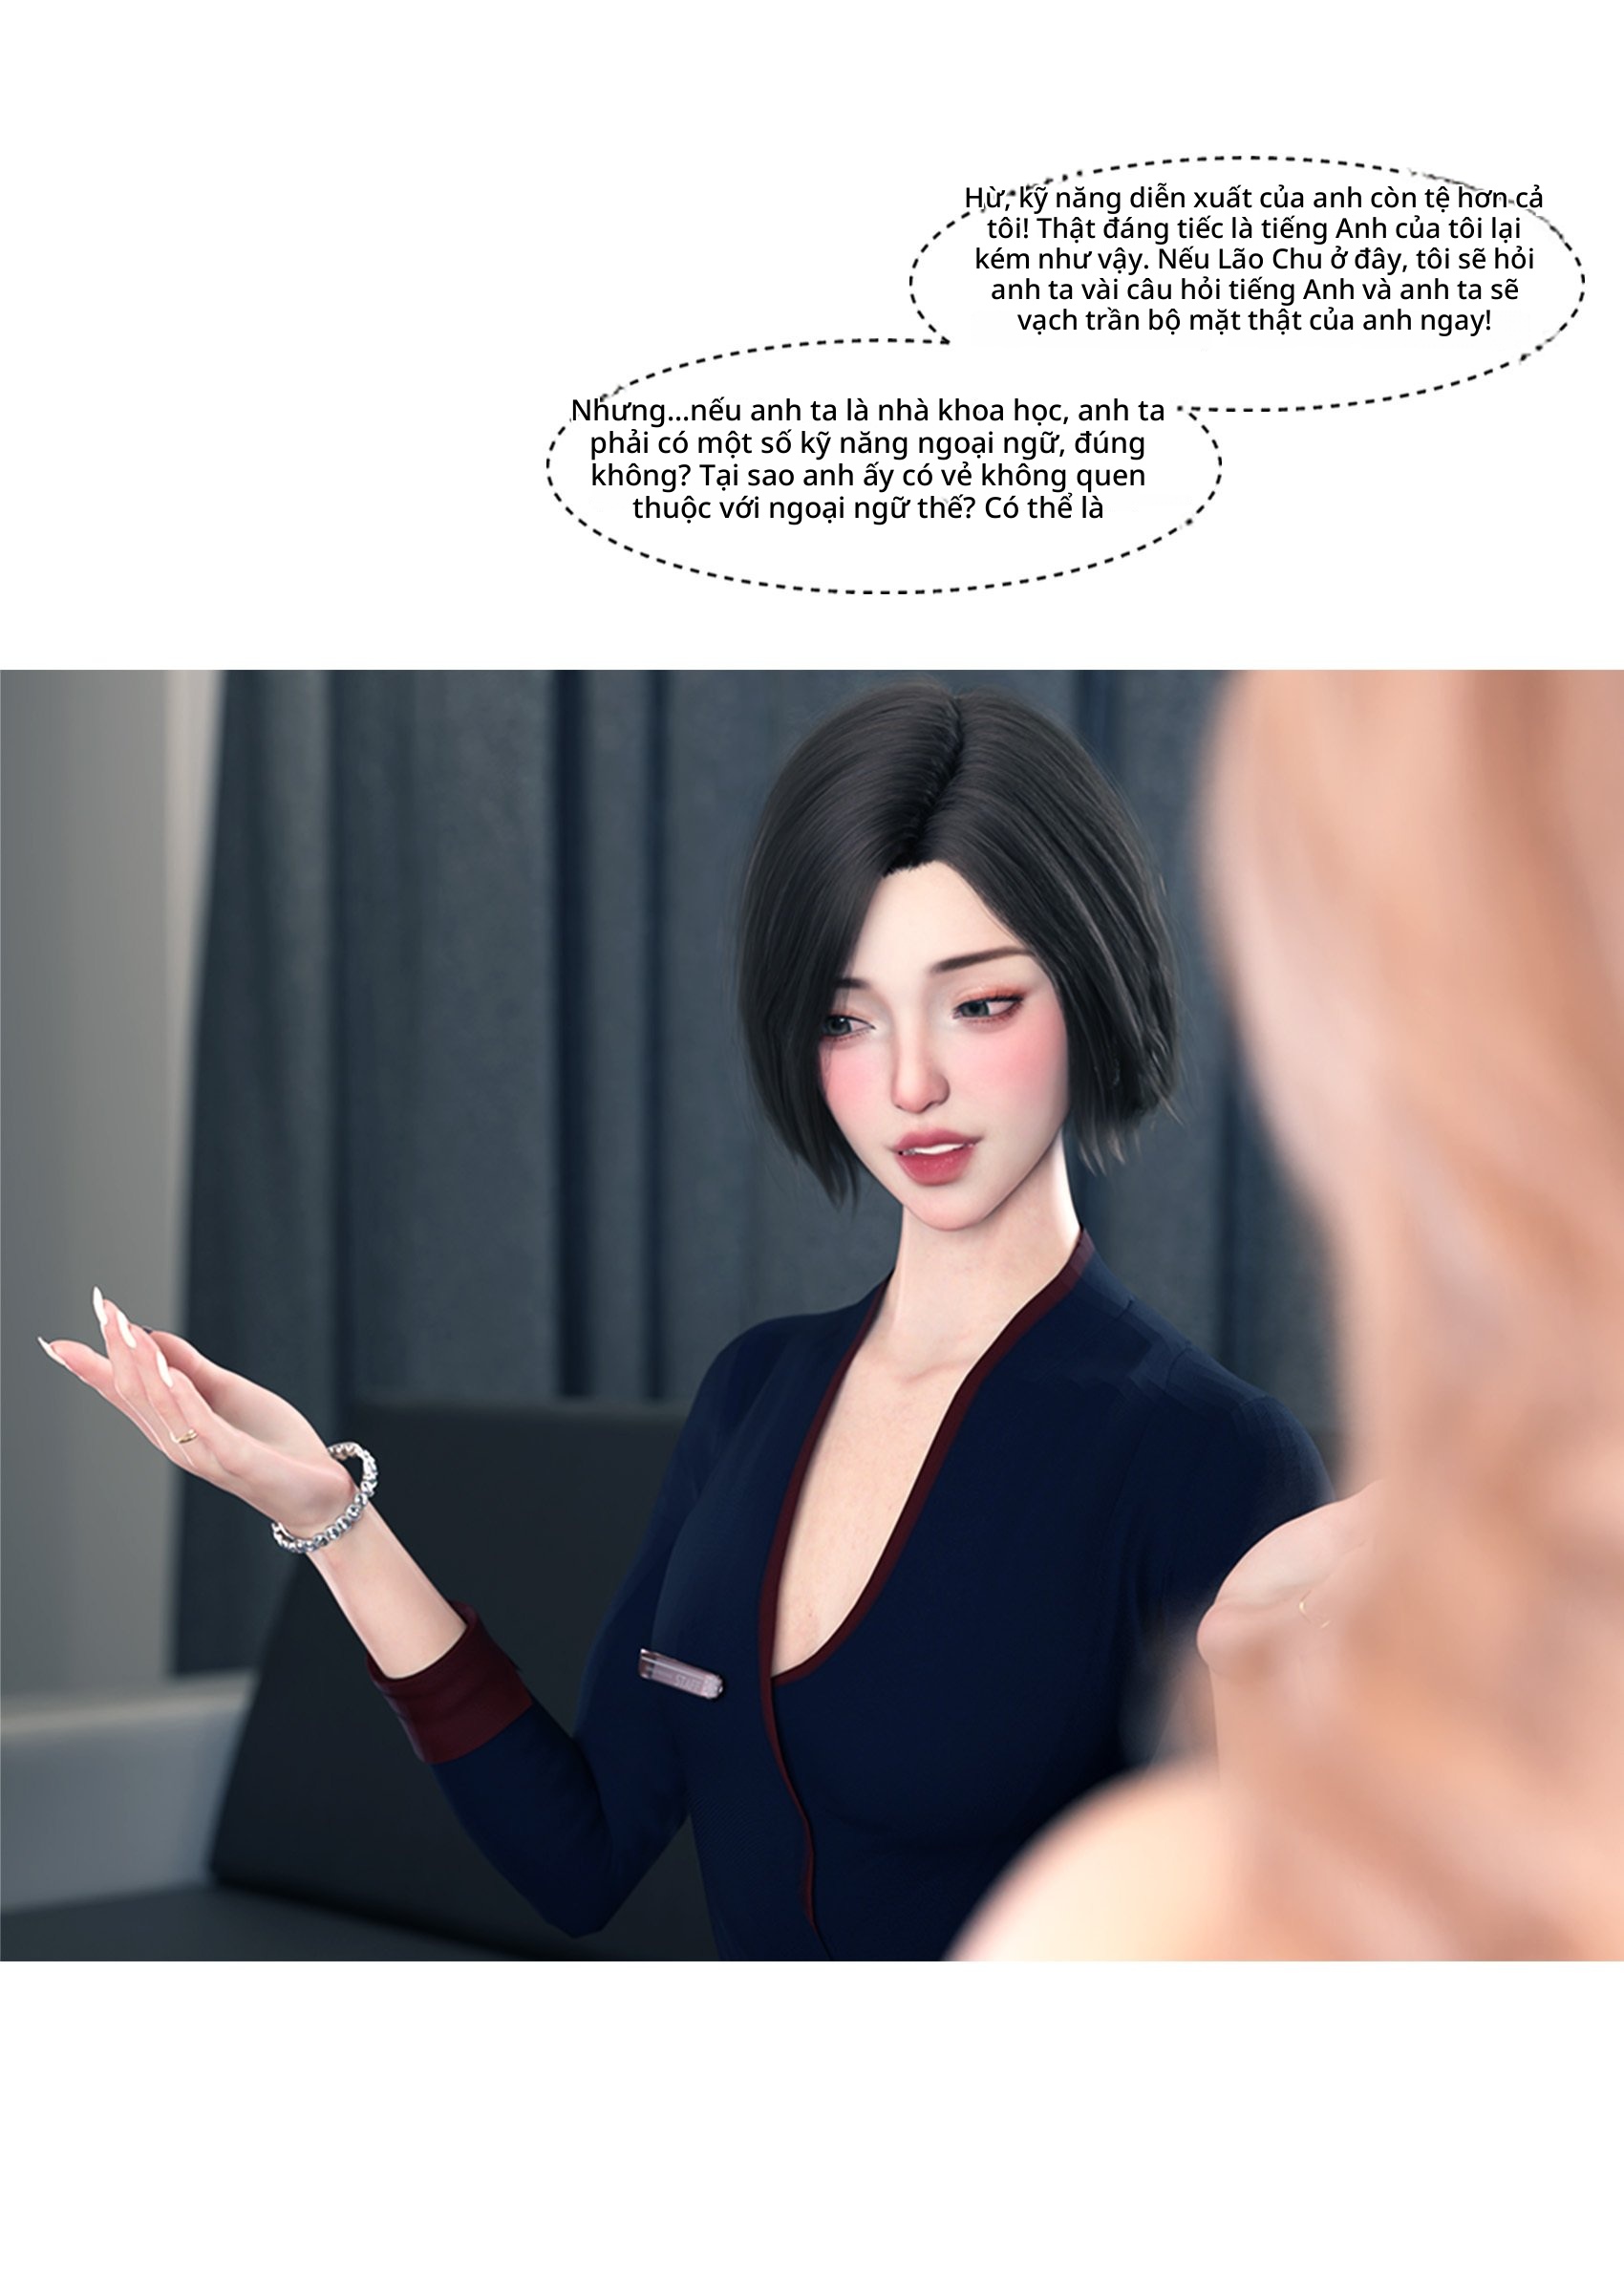 Hừ, kỹ năng diễn xuất của anh còn tệ hơn cả
tôi! Thật đáng tiếc là tiếng Anh của tôi lại
kém như vậy. Nếu Lão Chu ở đây, tôi sẽ hỏi
anh ta vài câu hỏi tiếng Anh và anh ta sẽ
vạch trần bộ mặt thật của anh ngay!
Nhưng...nếu anh ta là nhà khoa học, anh ta
phải có một số kỹ năng ngoại ngữ, đúng
không? Tại sao anh ấy có vẻ không quen
thuộc với ngoại ngữ thế? Có thể là